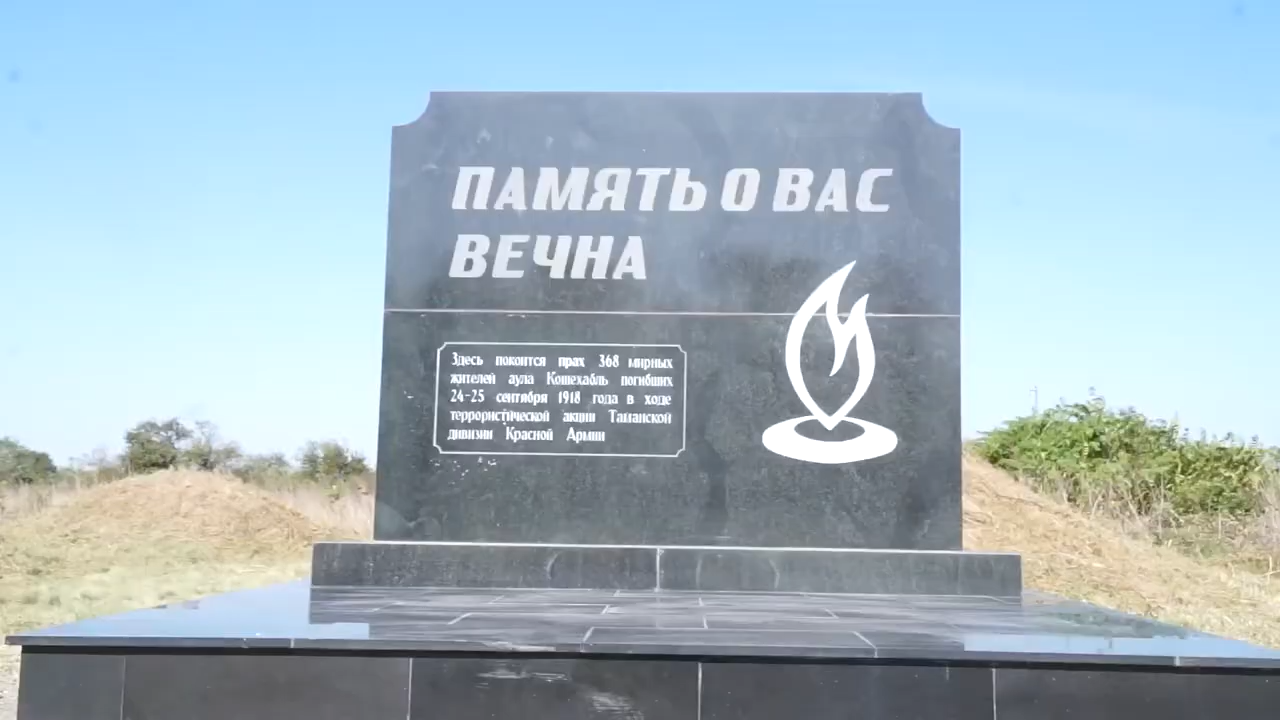 ПАМЯТЬ О ВАС
ВЕЧНА
Здесь покоится прах 368 мирных
жителей аула Кошехабль погибших
24-25 сентября 1918 года в ходе
террористической акции Таманской
дивизии Красной Армии